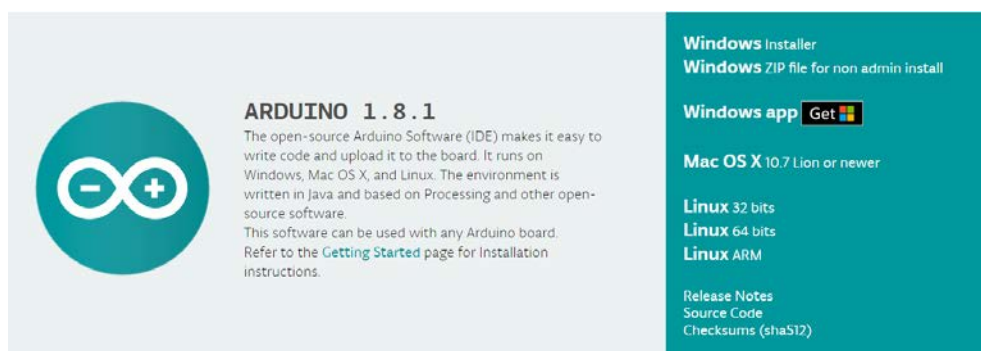 ARDUINO 1.8.1
The open-source Arduino Software (IDE) makes it easy to
write code and upload it to the board. It runs on
Windows, Mac OS X, and Linux. The environment is
written in Java and based on Processing and other open-
source software.
This software can be used with any Arduino board.
Refer to the Getting Started page for Installation
instructions.
Windows Installer
Windows ZIP file for non admin install
Windows app Get
Mac OS X 10.7 Lion or newer
Linux 32 bits
Linux 64 bits
Linux ARM
Release Notes
Source Code
Checksums (sha512)